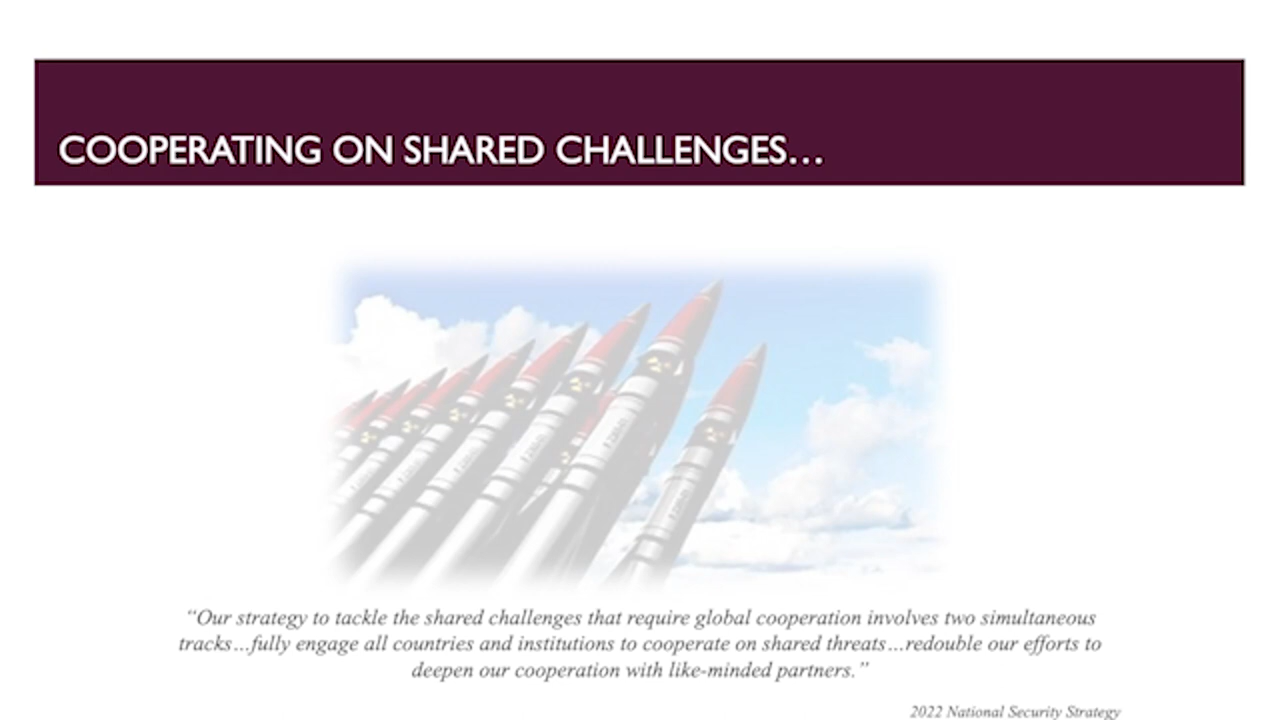 COOPERATING ON SHARED CHALLENGES…
“Our strategy to tackle the shared challenges that require global cooperation involves two simultaneous
tracks…fully engage all countries and institutions to cooperate on shared threats…redouble our efforts to
deepen our cooperation with like-minded partners.”
2022 National Security Strategy